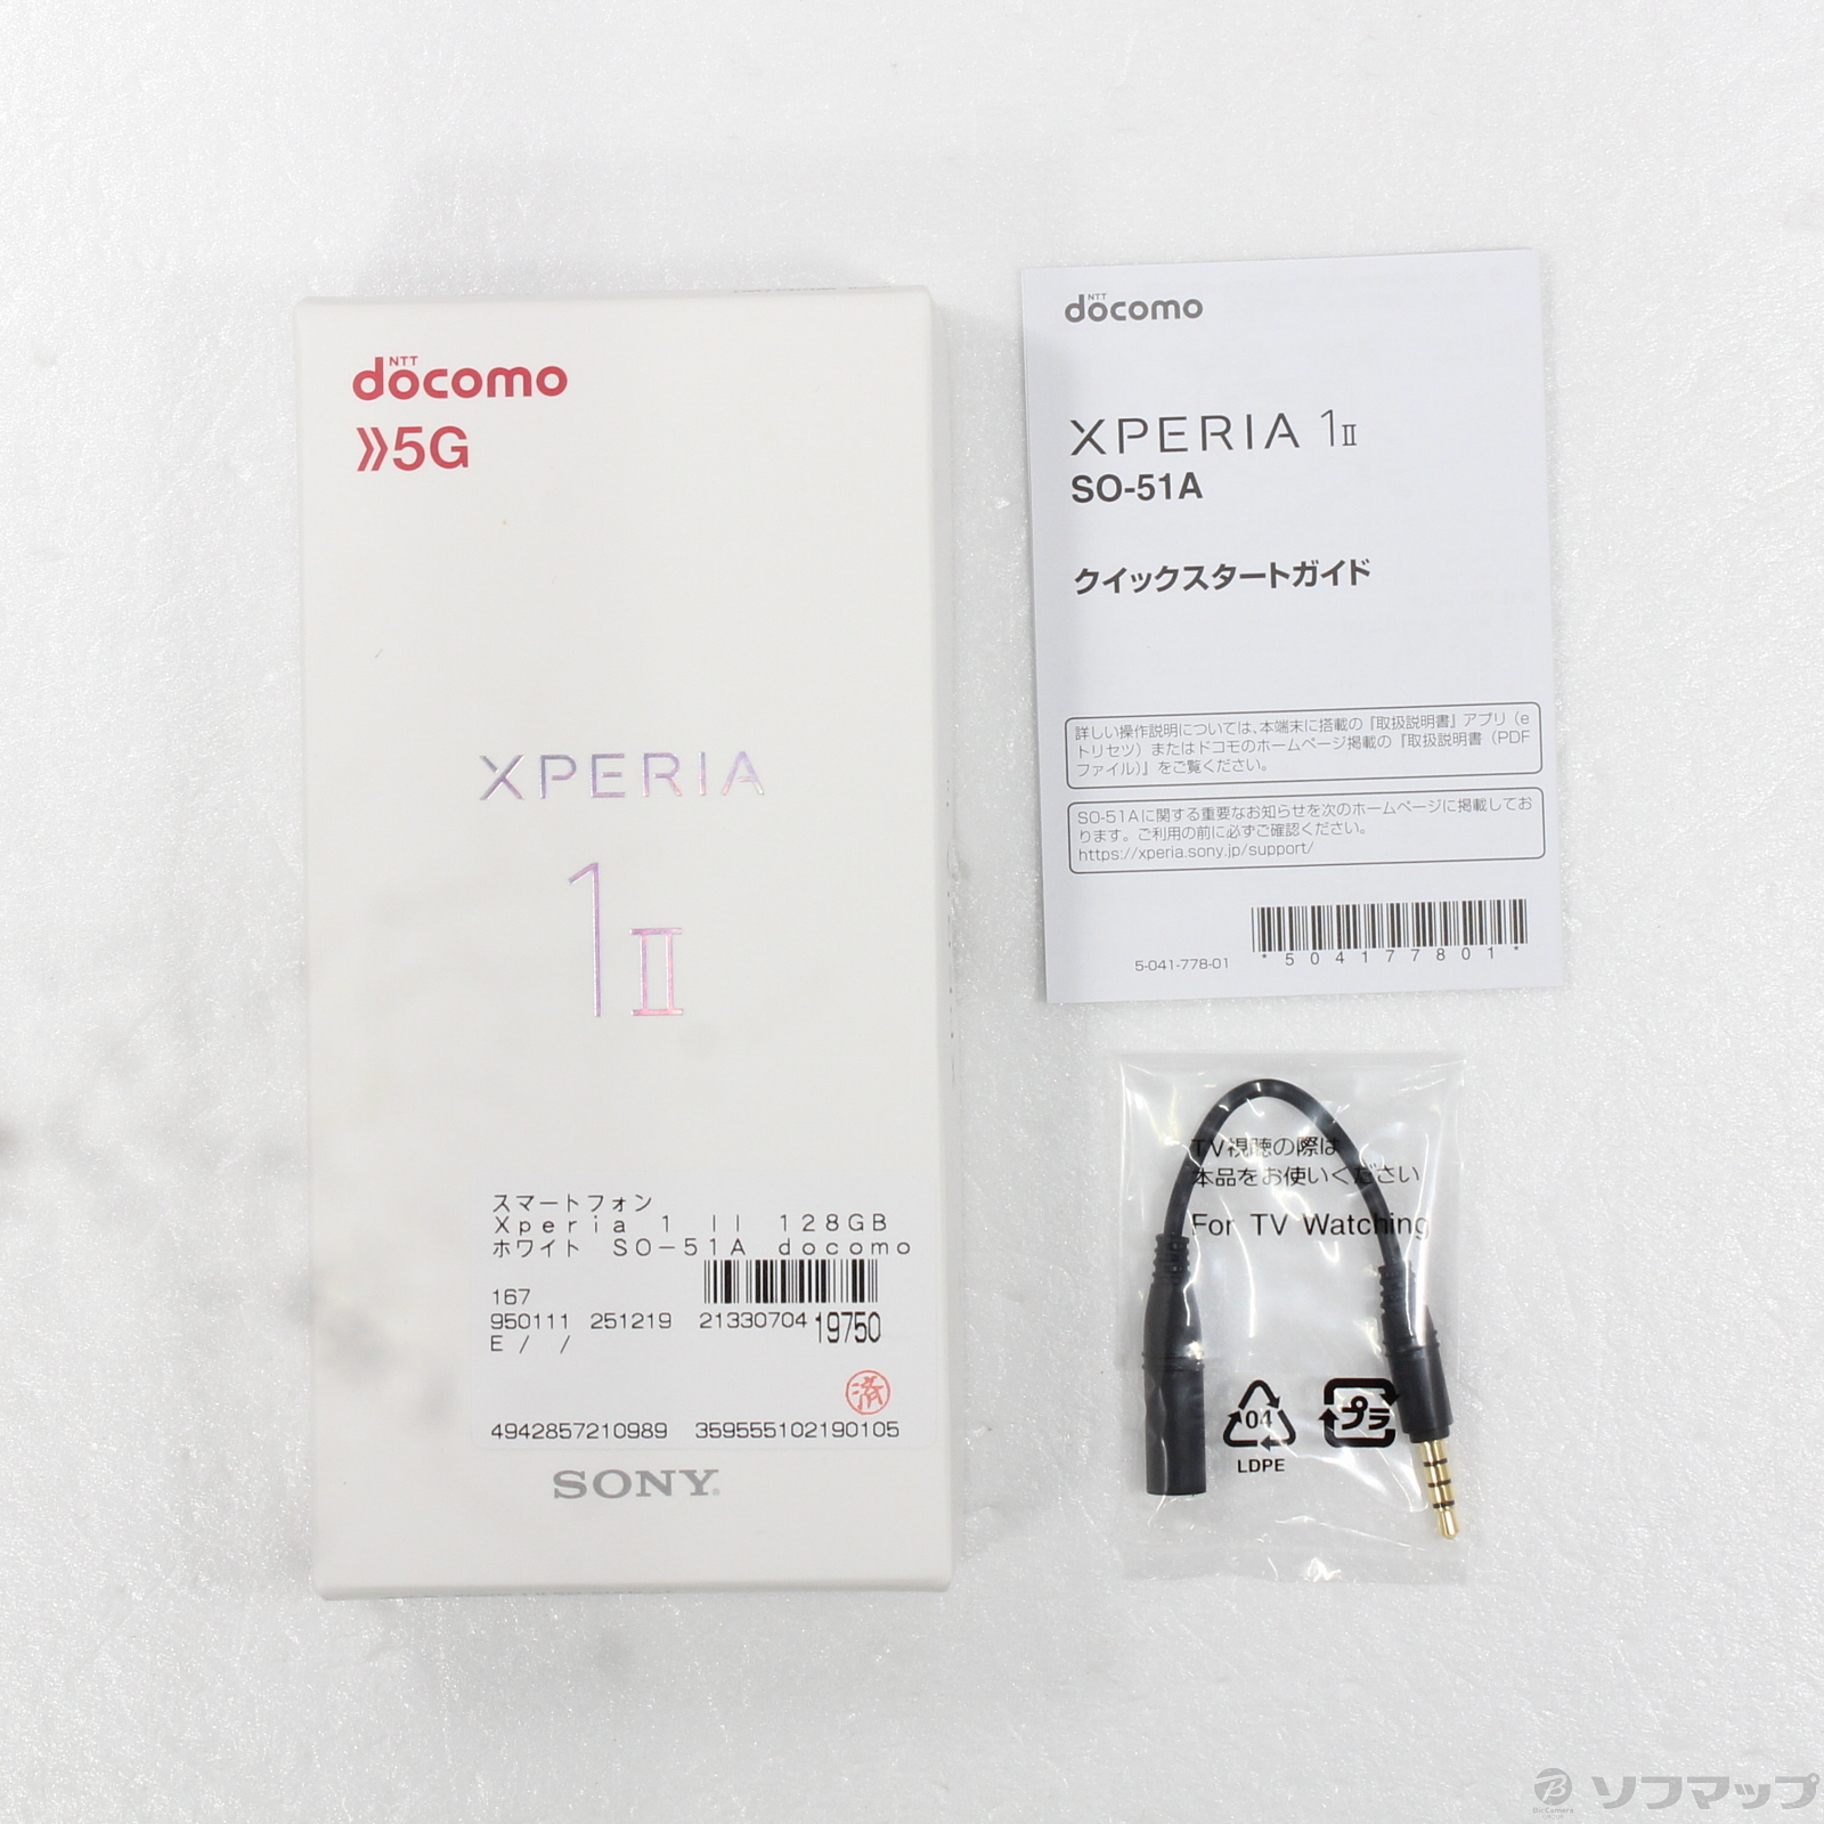 NTT
docomo
5G
XPERIA
1 II
スマートフォン
Xperia 1 II 128GB
ホワイト SO-51A docomo
167
950111 251219 21330704 19750
E / /
済
4942857210989 359555102190105
SONY
NTT
docomo
XPERIA 1 II
SO-51A
クイックスタートガイド
詳しい操作説明については、本端末に搭載の『取扱説明書』アプリ（e
トリセツ）またはドコモのホームページ掲載の『取扱説明書（PDF
ファイル）』をご覧ください。
SO-51Aに関する重要なお知らせを次のホームページに掲載してお
ります。ご利用の前に必ずご確認ください。
https://xperia.sony.jp/support/
5-041-778-01
*504177801*
TV視聴の際は
本品をお使いください
For TV Watching
04
プラ
LDPE
B
BicCamera
GROUP
ソフマップ